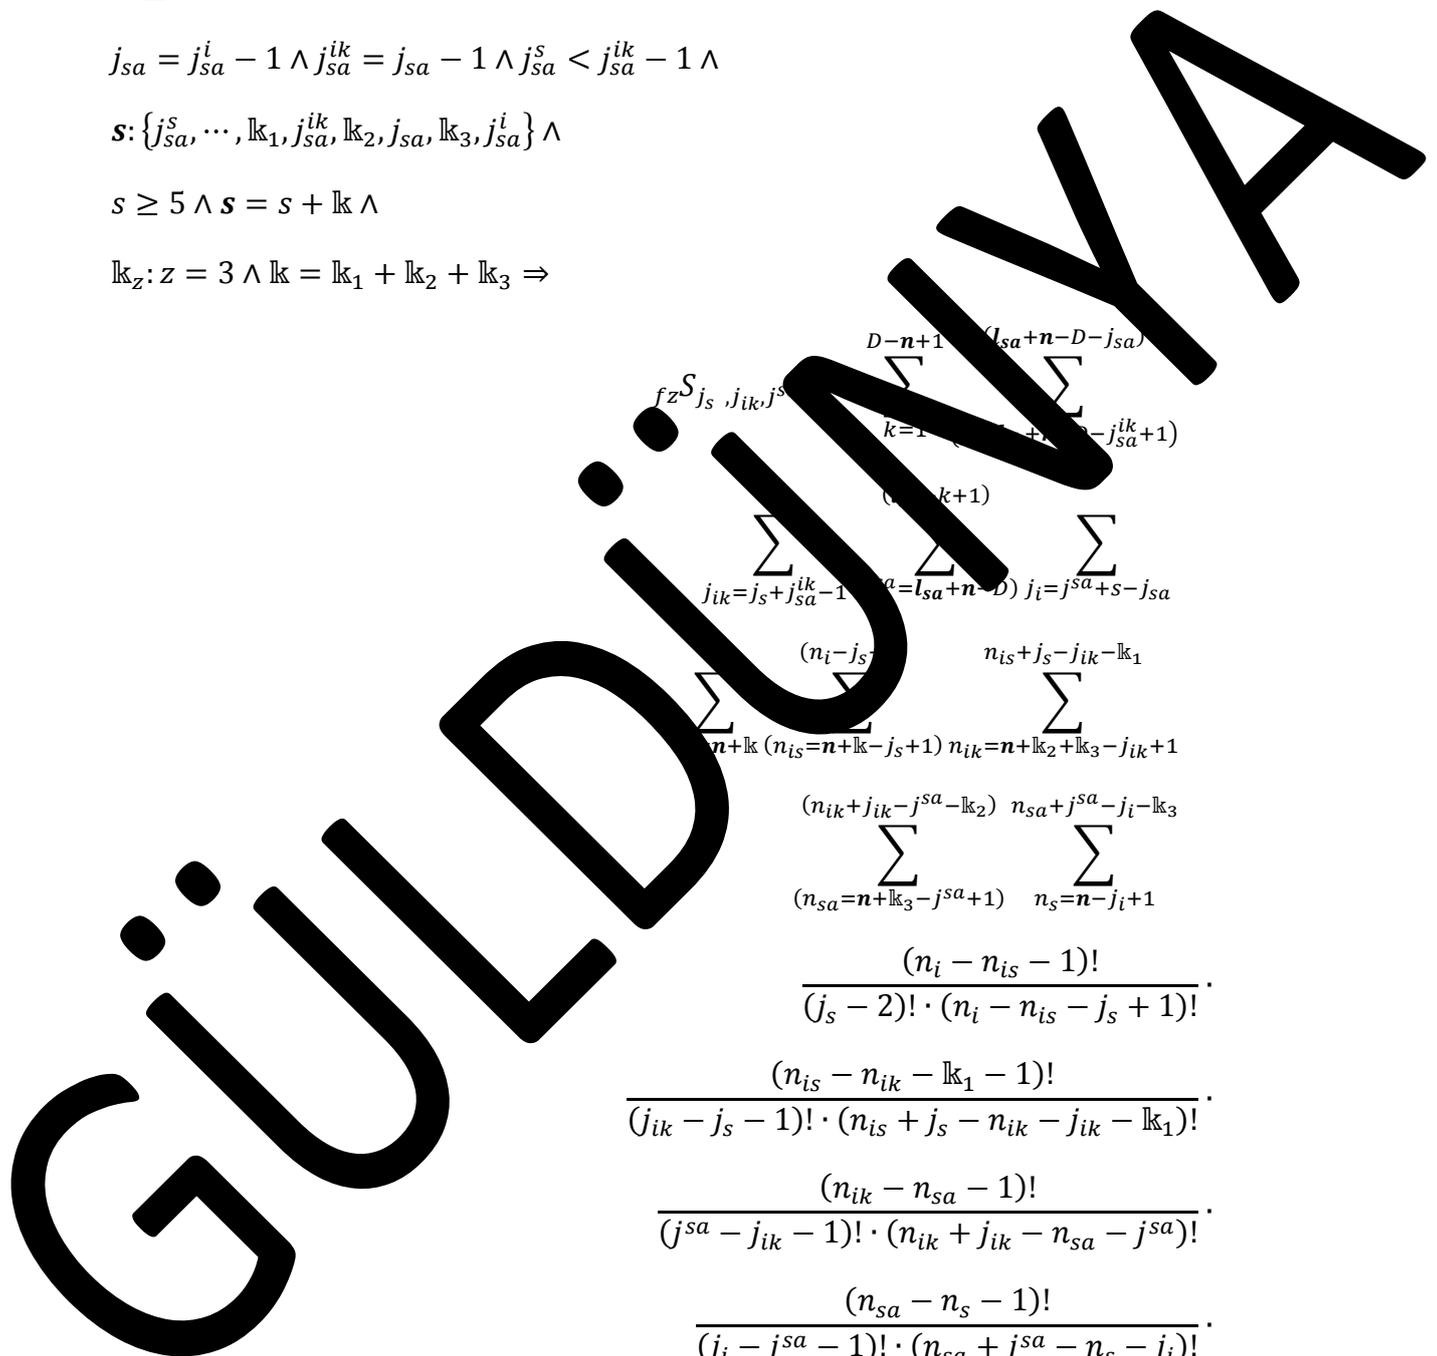 j_{sa} = j_{sa}^{i} − 1 ∧ j_{sa}^{ik} = j_{sa} − 1 ∧ j_{sa}^{s} < j_{sa}^{ik} − 1 ∧
s: {j_{sa}^{s}, ⋯, 𝕜_1, j_{sa}^{ik}, 𝕜_2, j_{sa}, 𝕜_3, j_{sa}^{i}} ∧
s ≥ 5 ∧ s = s + 𝕜 ∧
𝕜_z: z = 3 ∧ 𝕜 = 𝕜_1 + 𝕜_2 + 𝕜_3 ⇒
D−n+1 (l_{sa}+n−D−j_{sa})
_{fz}S_{j_s ,j_{ik},j^s} ∑ ∑
k=1 −j_{sa}^{ik}+1)
k+1)
∑ ∑ ∑
j_{ik}=j_s+j_{sa}^{ik}−1 =l_{sa}+n−D) j_i=j^{sa}+s−j_{sa}
(n_i−j_s n_{is}+j_s−j_{ik}−𝕜_1
∑ ∑ ∑
n+𝕜 (n_{is}=n+𝕜−j_s+1) n_{ik}=n+𝕜_2+𝕜_3−j_{ik}+1
(n_{ik}+j_{ik}−j^{sa}−𝕜_2) n_{sa}+j^{sa}−j_i−𝕜_3
∑ ∑
(n_{sa}=n+𝕜_3−j^{sa}+1) n_s=n−j_i+1
(n_i − n_{is} − 1)!
(j_s − 2)! · (n_i − n_{is} − j_s + 1)! ·
(n_{is} − n_{ik} − 𝕜_1 − 1)!
(j_{ik} − j_s − 1)! · (n_{is} + j_s − n_{ik} − j_{ik} − 𝕜_1)! ·
(n_{ik} − n_{sa} − 1)!
(j^{sa} − j_{ik} − 1)! · (n_{ik} + j_{ik} − n_{sa} − j^{sa})! ·
(n_{sa} − n_s − 1)!
(j_i − j^{sa} − 1)! · (n_{sa} + j^{sa} − n_s − j_i)! ·
GÜLDÜNYA